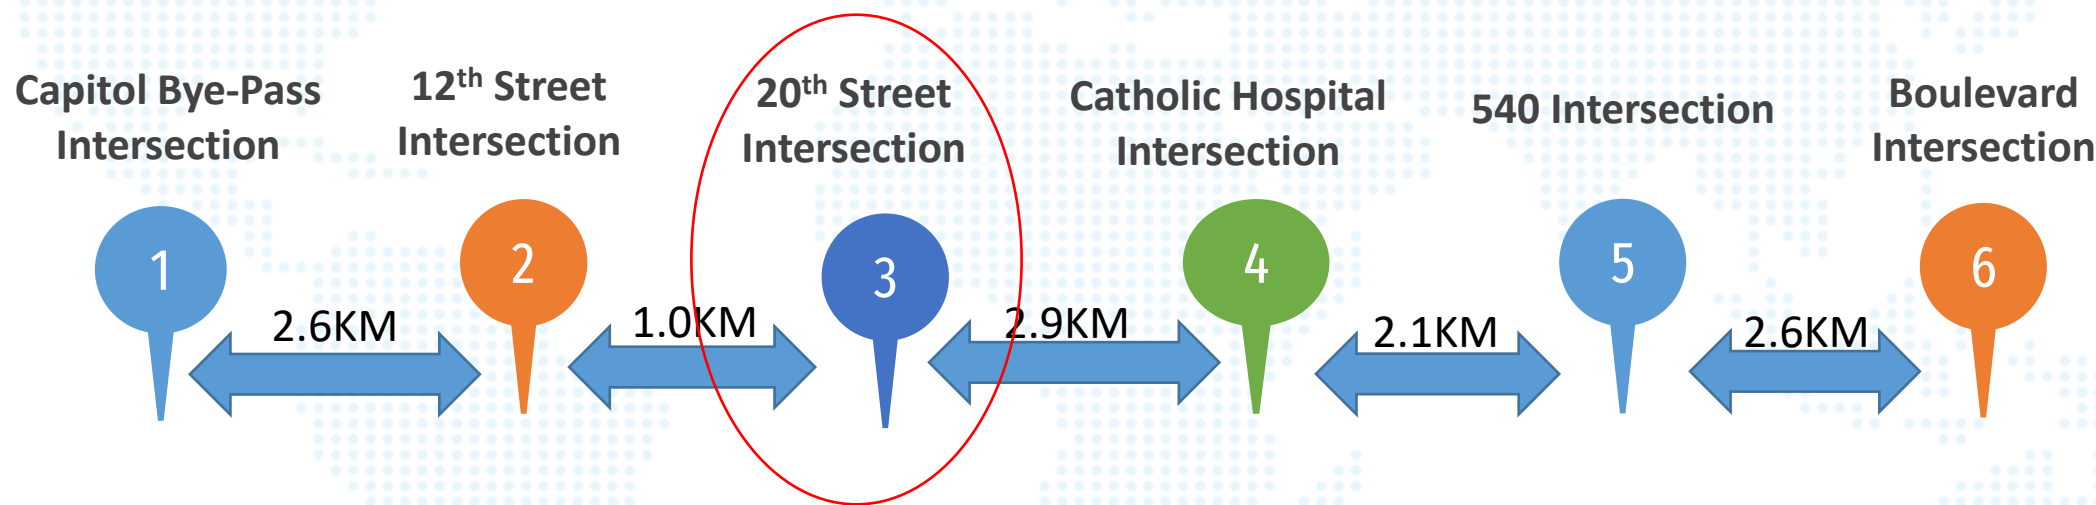 Capitol Bye-Pass
Intersection
12th Street
Intersection
20th Street
Intersection
Catholic Hospital
Intersection
540 Intersection
Boulevard
Intersection
1
2
3
4
5
6
2.6KM
1.0KM
2.9KM
2.1KM
2.6KM